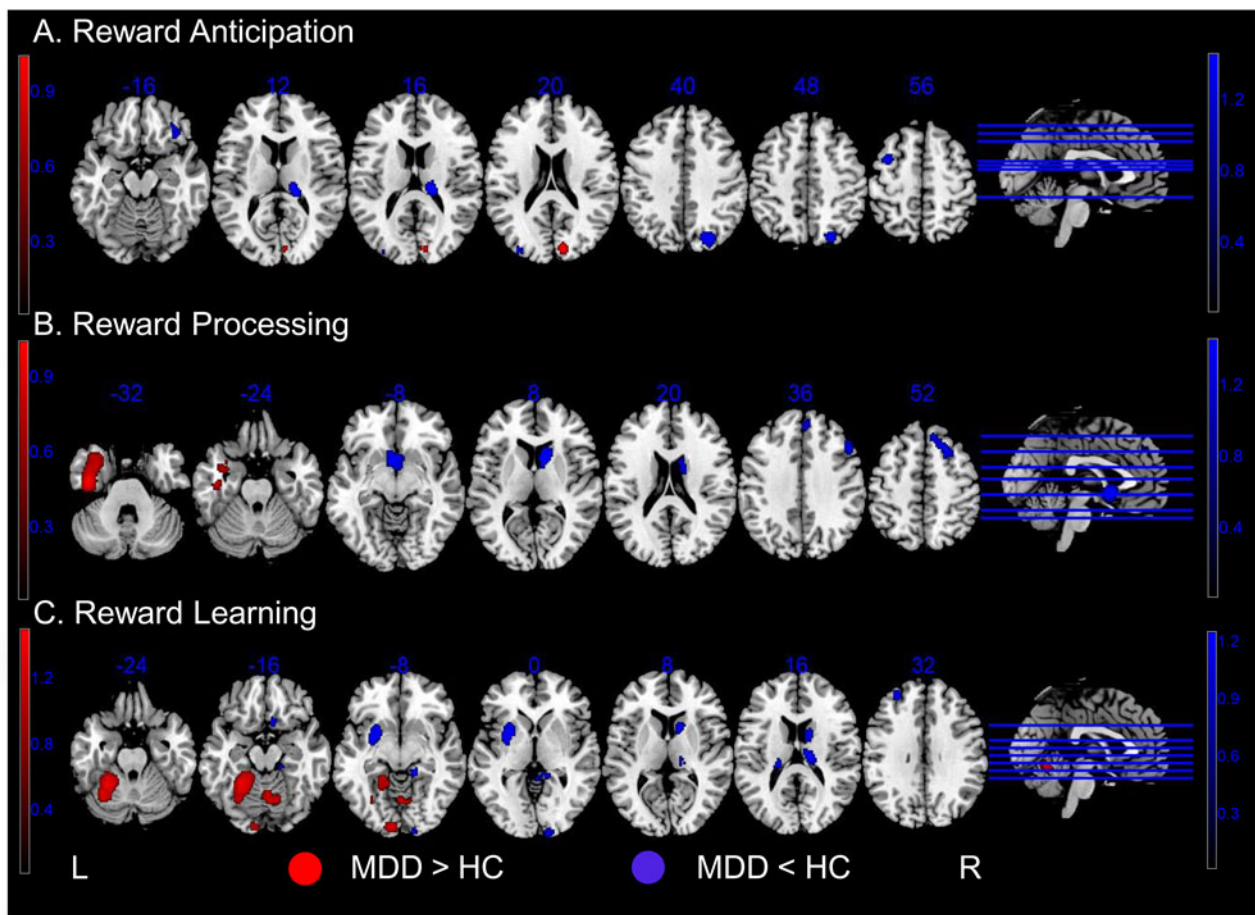 A. Reward Anticipation
-16 12 16 20 40 48 56
0.9
0.6
0.3
1.2
0.8
0.4
B. Reward Processing
-32 -24 -8 8 20 36 52
0.9
0.6
0.3
1.2
0.8
0.4
C. Reward Learning
-24 -16 -8 0 8 16 32
1.2
0.8
0.4
1.2
0.9
0.6
0.3
L MDD > HC MDD < HC R